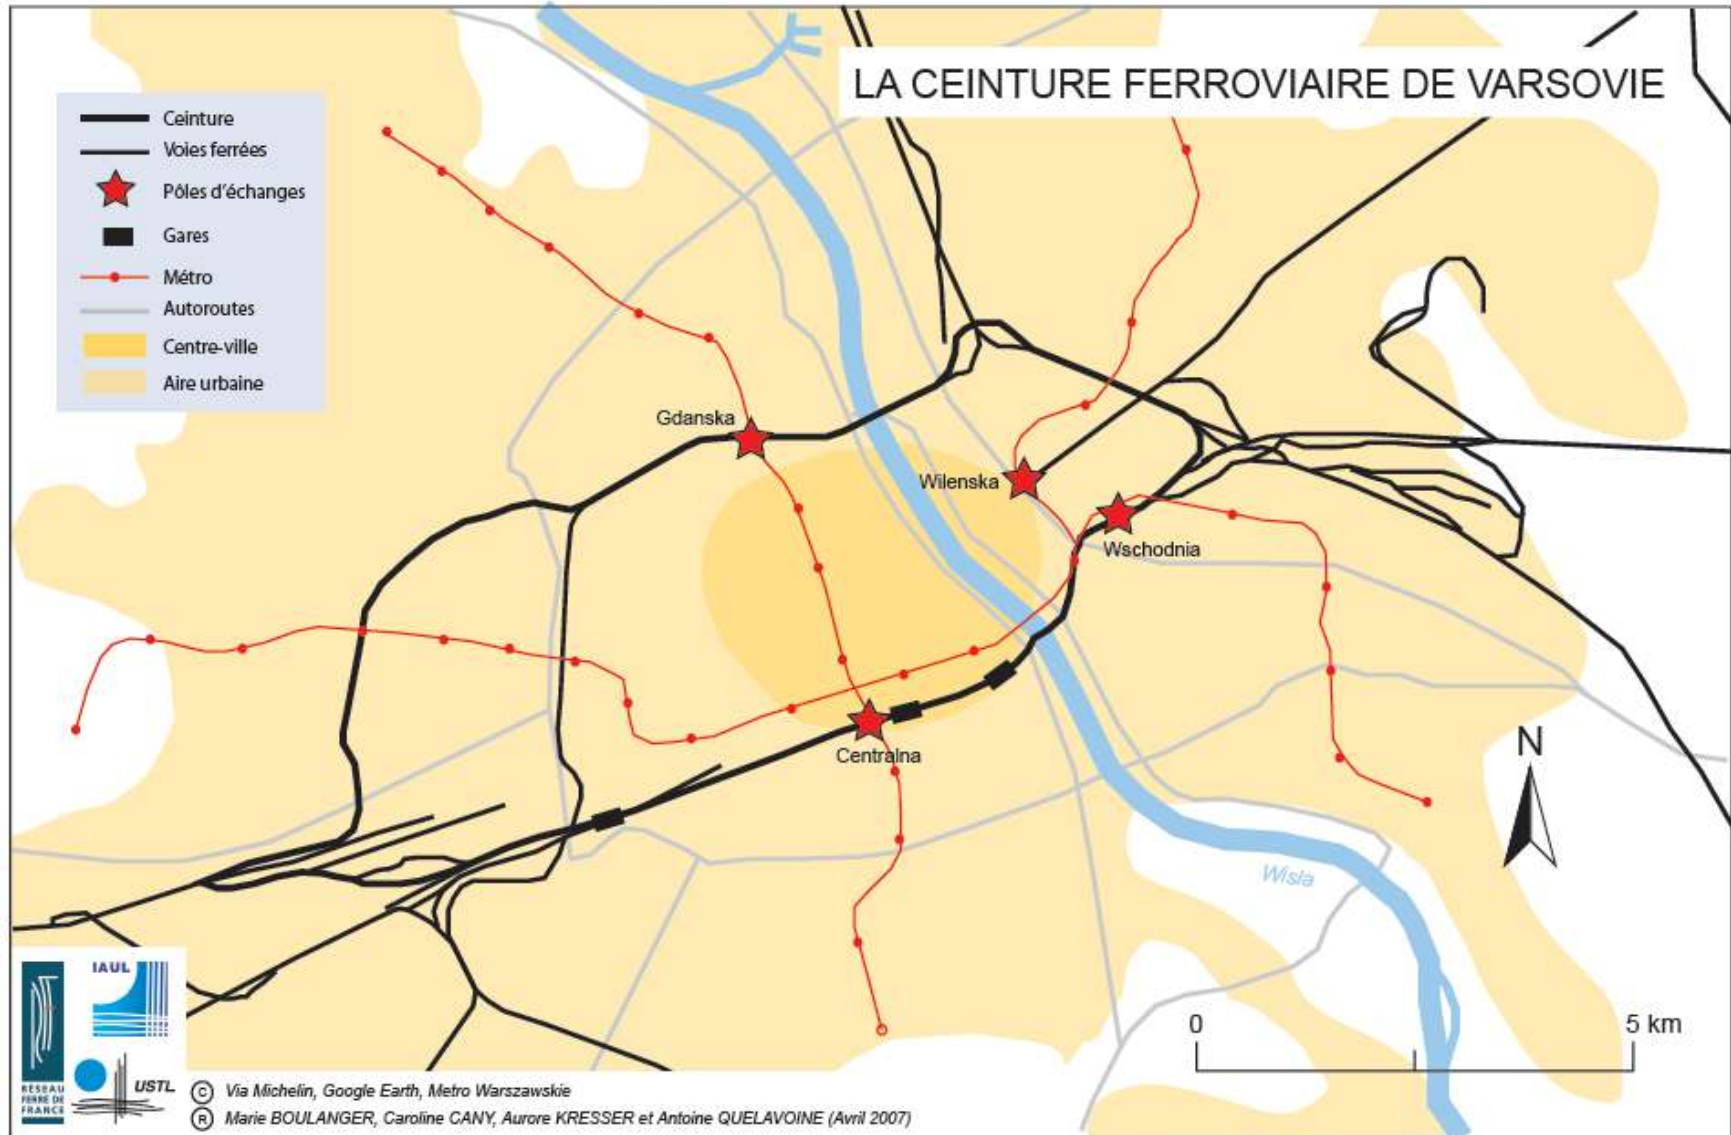 LA CEINTURE FERROVIAIRE DE VARSOVIE
Ceinture
Voies ferrées
Pôles d'échanges
Gares
Métro
Autoroutes
Centre-ville
Aire urbaine
Gdanska
Wilenska
Wschodnia
Centralna
N
Wisla
0 5 km
IAUL
RESEAU
FERRE DE
FRANCE
USTL
C Via Michelin, Google Earth, Metro Warszawskie
R Marie BOULANGER, Caroline CANY, Aurore KRESSER et Antoine QUELAVOINE (Avril 2007)